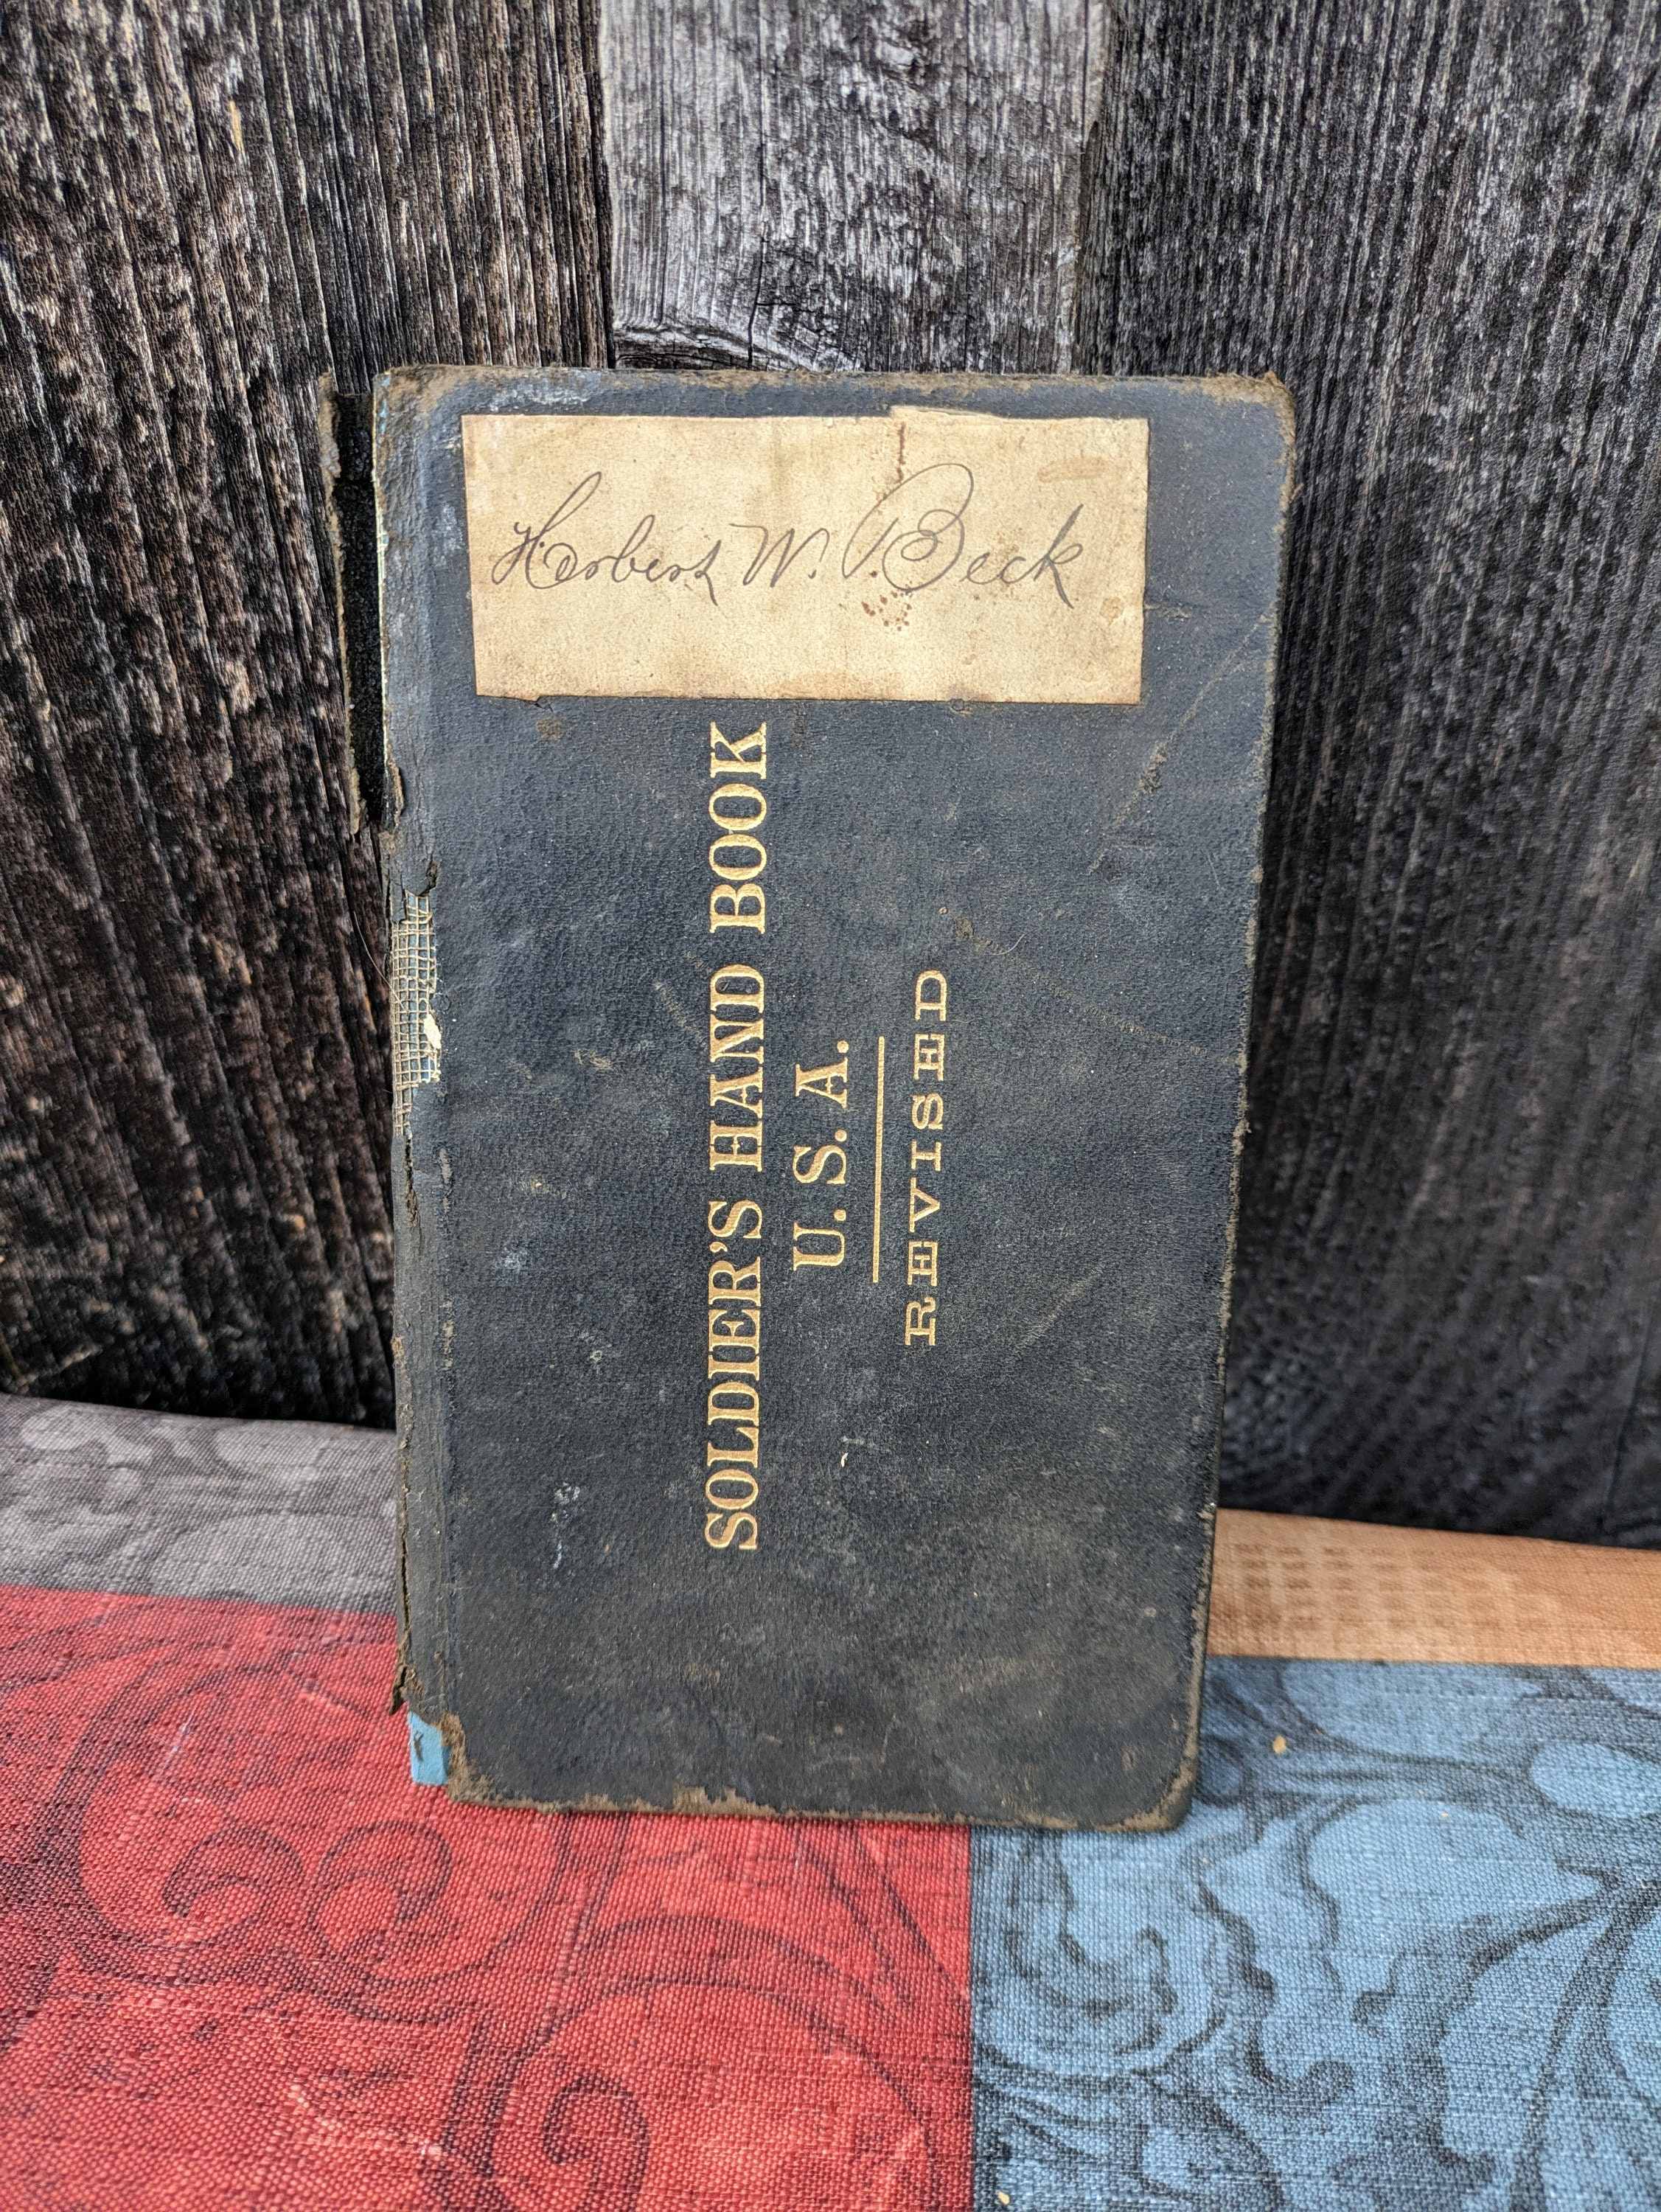 Herbert W. Beck
SOLDIER'S HAND BOOK
U. S. A.
REVISED